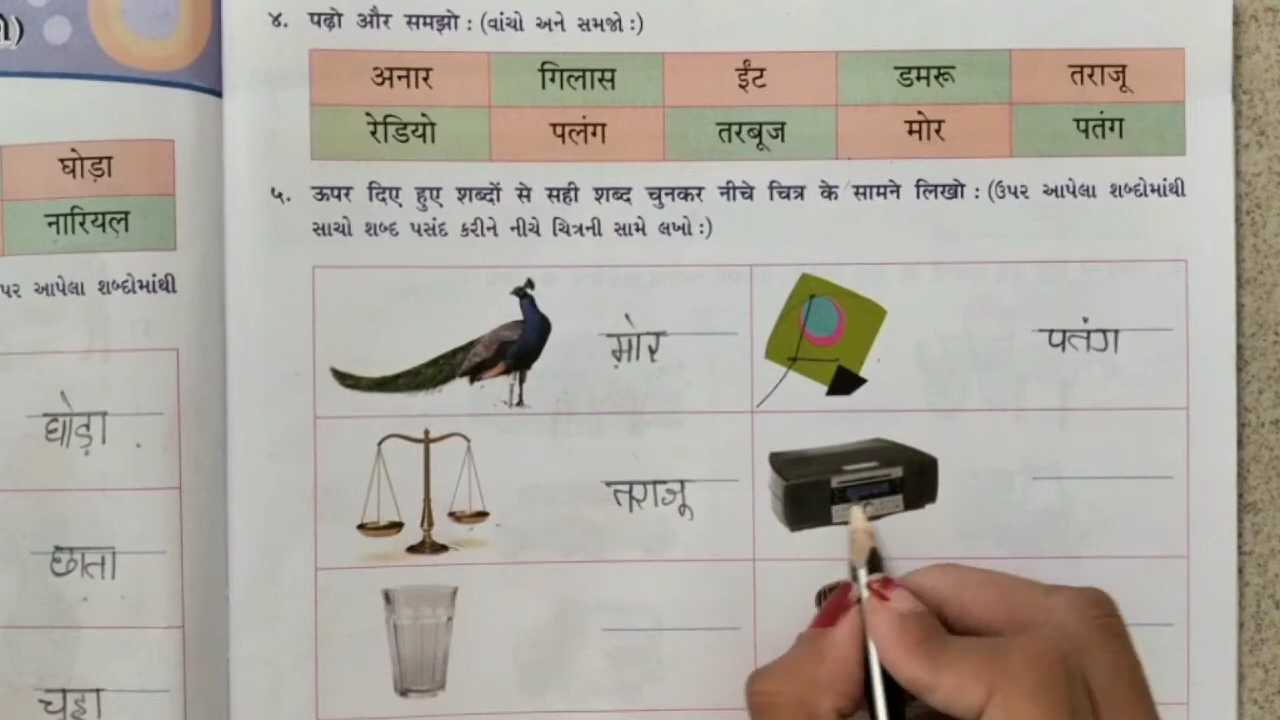 ४. पढ़ो और समझो : (વાંચો અને સમજો :)
अनार गिलास ईंट डमरू तराजू
रेडियो पलंग तरबूज मोर पतंग
५. ऊपर दिए हुए शब्दों से सही शब्द चुनकर नीचे चित्र के सामने लिखो : (ઉપર આપેલા શબ્દોમાંથી
સાચો શબ્દ પસંદ કરીને નીચે ચિત્રની સામે લખો :)
मोर पतंग
तराजू
घोड़ा
नारियल
આપેલા શબ્દોમાંથી
घोड़ा
छाता